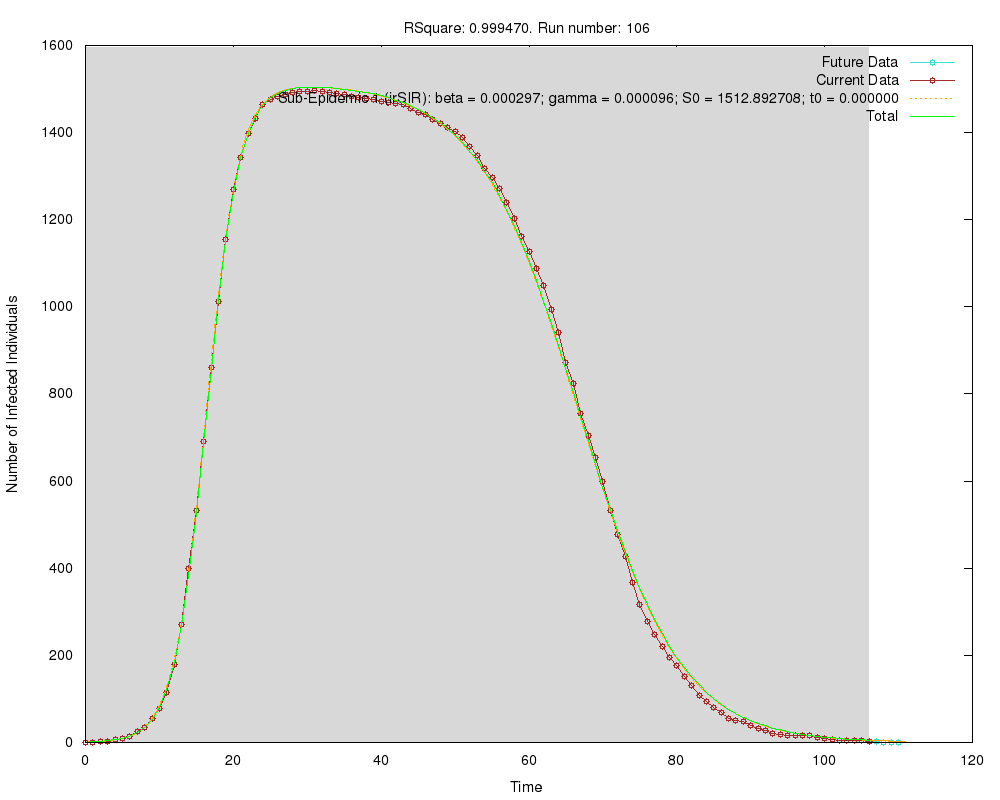 RSquare: 0.999470. Run number: 106
1600
1400
1200
1000
800
600
400
200
0
0 20 40 60 80 100 120
Number of Infected Individuals
Time
Future Data
Current Data
Sub-Epidemic (irSIR): beta = 0.000297; gamma = 0.000096; S0 = 1512.892708; t0 = 0.000000
Total